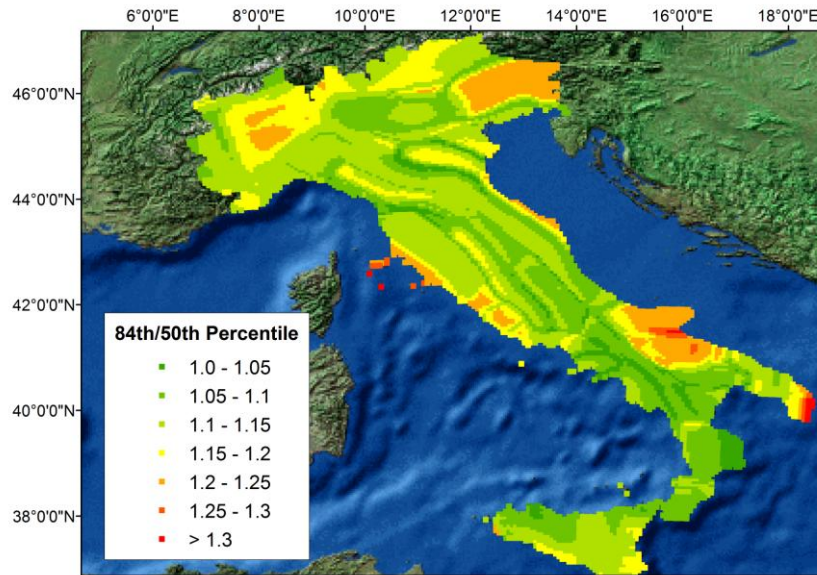 6°0'0"E 8°0'0"E 10°0'0"E 12°0'0"E 14°0'0"E 16°0'0"E 18°0'0"E
46°0'0"N
44°0'0"N
42°0'0"N
40°0'0"N
38°0'0"N
84th/50th Percentile
1.0 - 1.05
1.05 - 1.1
1.1 - 1.15
1.15 - 1.2
1.2 - 1.25
1.25 - 1.3
> 1.3